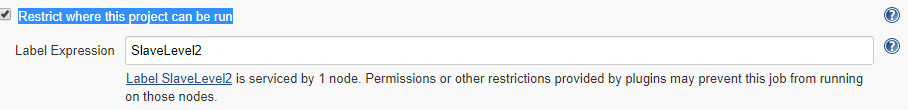 Restrict where this project can be run
Label Expression SlaveLevel2
Label SlaveLevel2 is serviced by 1 node. Permissions or other restrictions provided by plugins may prevent this job from running
on those nodes.